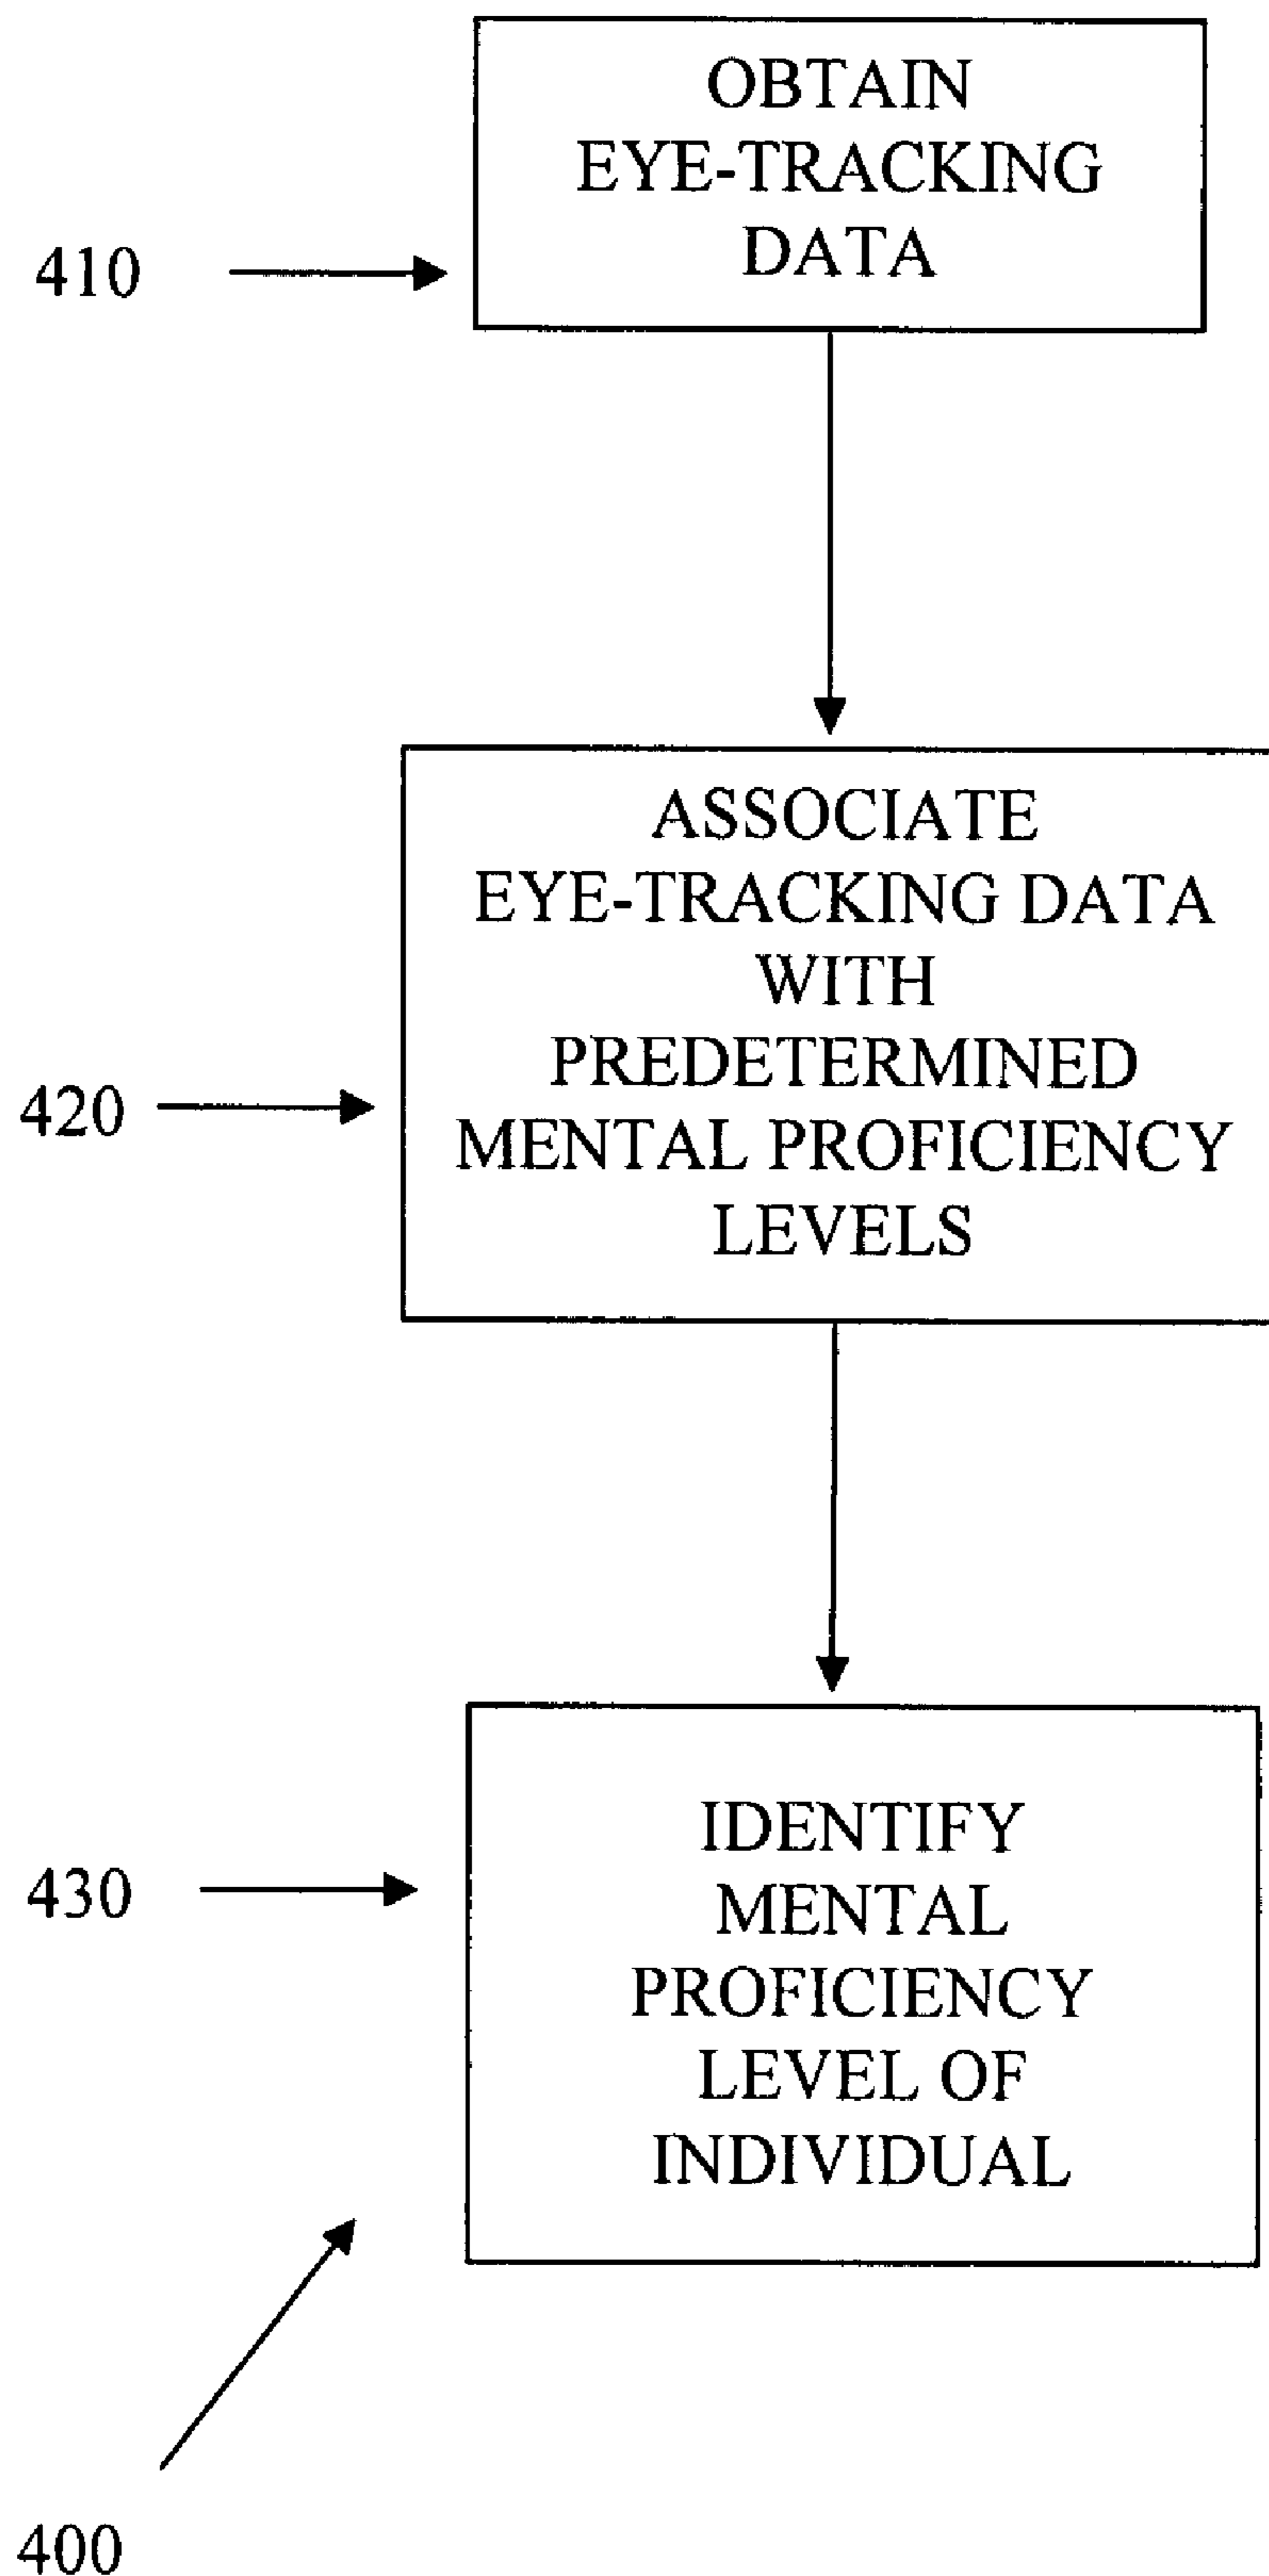 OBTAIN
EYE-TRACKING
DATA
410
ASSOCIATE
EYE-TRACKING DATA
WITH
PREDETERMINED
MENTAL PROFICIENCY
LEVELS
420
IDENTIFY
MENTAL
PROFICIENCY
LEVEL OF
INDIVIDUAL
430
400